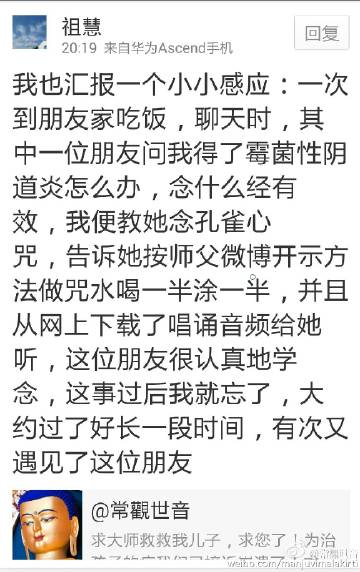 祖慧
20:19 来自华为Ascend手机
回复
我也汇报一个小小感应：一次
到朋友家吃饭，聊天时，其
中一位朋友问我得了霉菌性阴
道炎怎么办，念什么经有
效，我便教她念孔雀心
咒，告诉她按师父微博开示方
法做咒水喝一半涂一半，并且
从网上下载了唱诵音频给她
听，这位朋友很认真地学
念，这事过后我就忘了，大
约过了好长一段时间，有次又
遇见了这位朋友
@常觀世音
求大师救救我儿子，求您了！为治
weibo.com/manjuvimalakirti